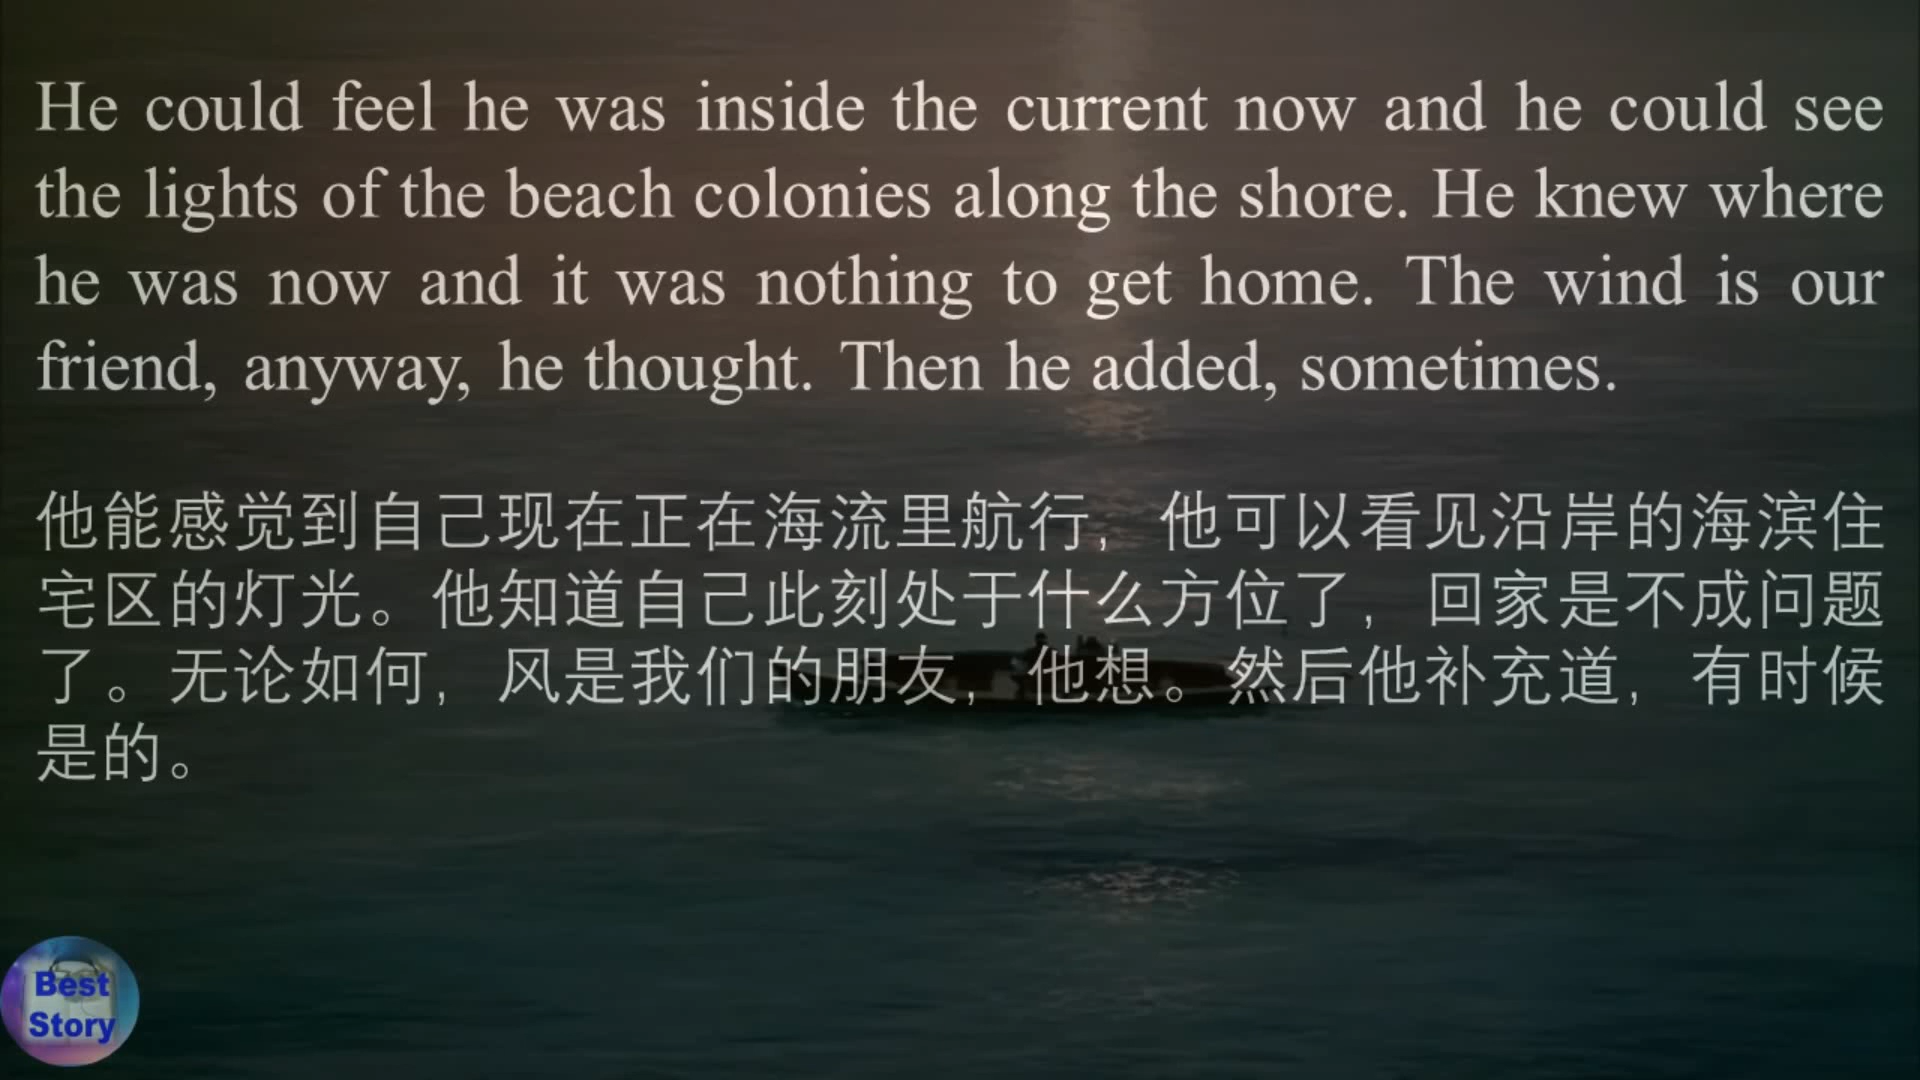 He could feel he was inside the current now and he could see
the lights of the beach colonies along the shore. He knew where
he was now and it was nothing to get home. The wind is our
friend, anyway, he thought. Then he added, sometimes.
他能感觉到自己现在正在海流里航行，他可以看见沿岸的海滨住
宅区的灯光。他知道自己此刻处于什么方位了，回家是不成问题
了。无论如何，风是我们的朋友，他想。然后他补充道，有时候
是的。
Best
Story